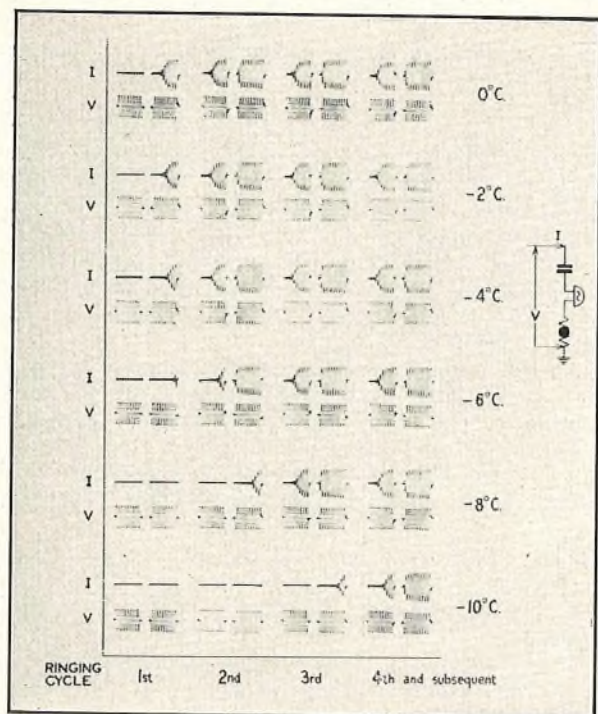 I
V
0°C.
I
V
-2°C.
I
V
-4°C.
I
V
-6°C.
I
V
-8°C.
I
V
-10°C.
I
V
RINGING
CYCLE
1st 2nd 3rd 4th and subsequent